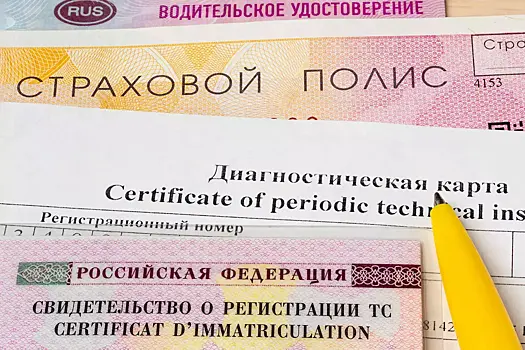 RUS
ВОДИТЕЛЬСКОЕ УДОСТОВЕРЕНИЕ
СТРАХОВОЙ ПОЛИС
Стра
4153
Диагностическая карта
Certificate of periodic technical ins
Регистрационный номер
РОССИЙСКАЯ ФЕДЕРАЦИЯ
СВИДЕТЕЛЬСТВО О РЕГИСТРАЦИИ ТС
CERTIFICAT D'IMMATRICULATION
8142